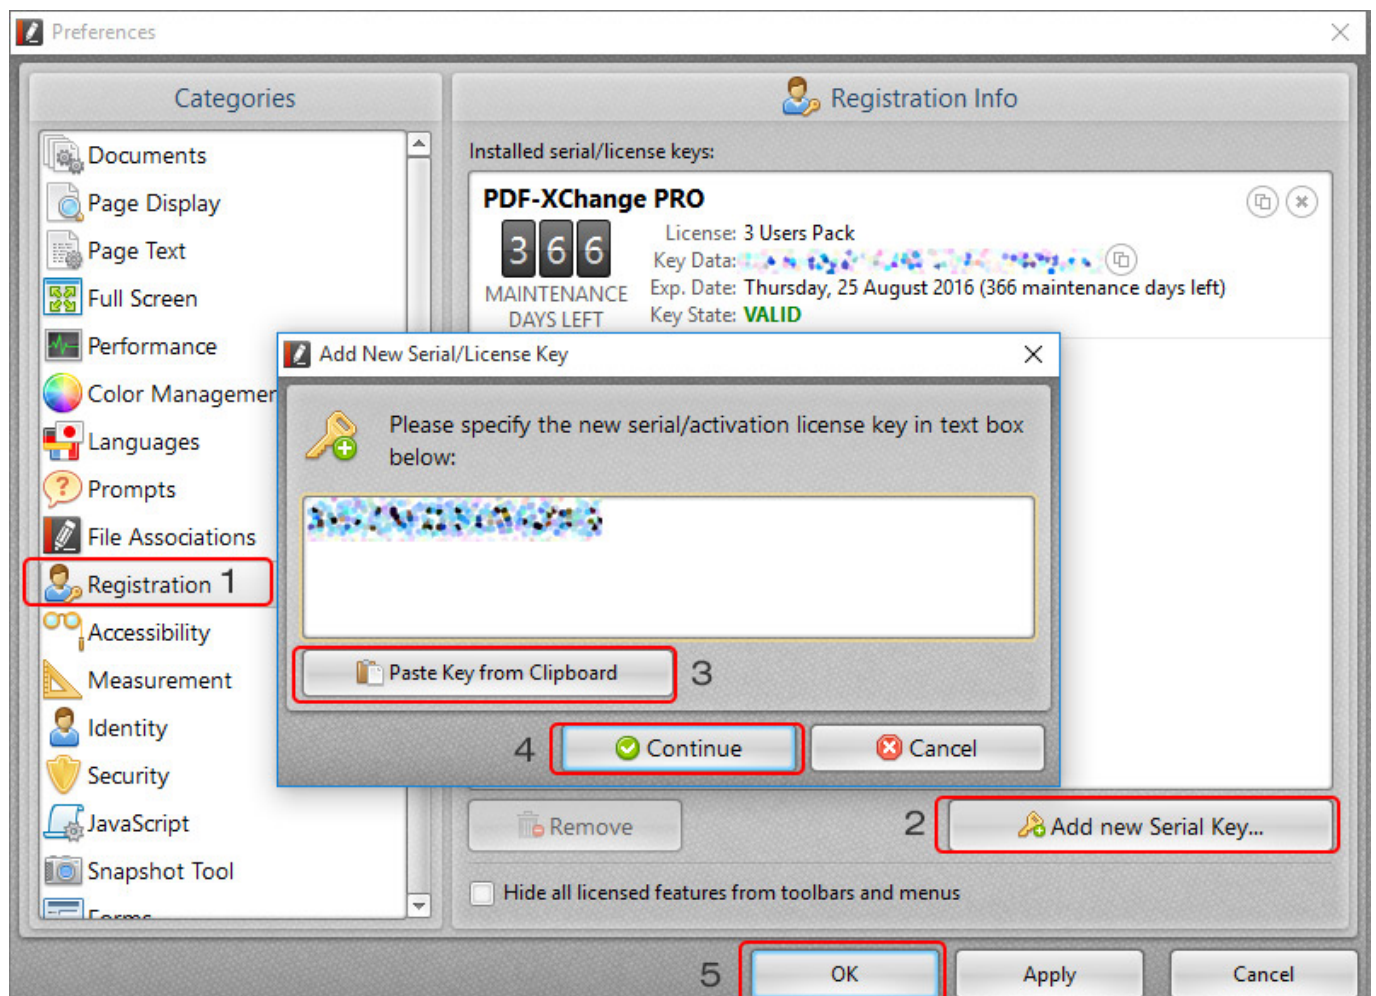 Preferences
Categories
Documents
Page Display
Page Text
Full Screen
Performance
Color Managemen
Languages
Prompts
File Associations
Registration 1
Accessibility
Measurement
Identity
Security
JavaScript
Snapshot Tool
Forms
Registration Info
Installed serial/license keys:
PDF-XChange PRO
366
MAINTENANCE
DAYS LEFT
License: 3 Users Pack
Key Data:
Exp. Date: Thursday, 25 August 2016 (366 maintenance days left)
Key State: VALID
Add New Serial/License Key
Please specify the new serial/activation license key in text box
below:
Paste Key from Clipboard 3
4 Continue
Cancel
Remove
2 Add new Serial Key...
Hide all licensed features from toolbars and menus
5 OK
Apply
Cancel